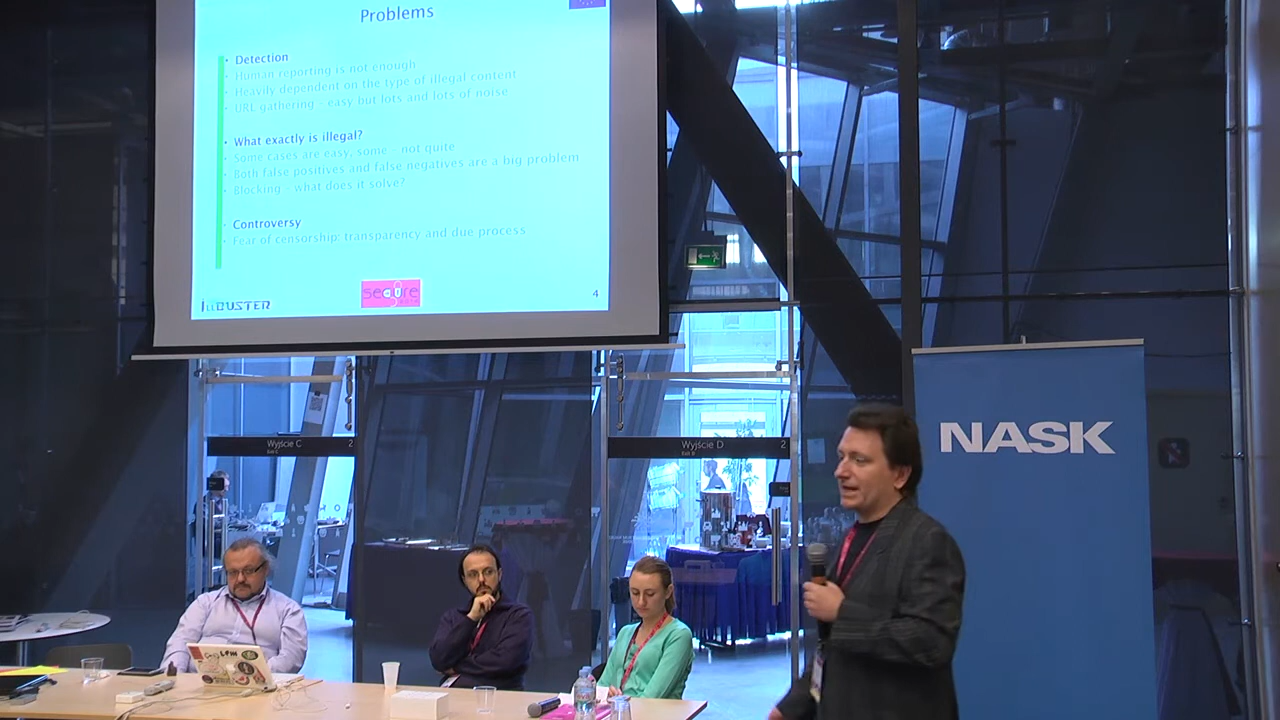 Problems
Detection
Human reporting is not enough
Heavily dependent on the type of illegal content
URL gathering – easy but lots and lots of noise
What exactly is illegal?
Some cases are easy, some – not quite
Both false positives and false negatives are a big problem
Blocking – what does it solve?
Controversy
Fear of censorship: transparency and due process
ILLBUSTER
secure
4
Wyjście C
2
Wyjście D
2
NASK